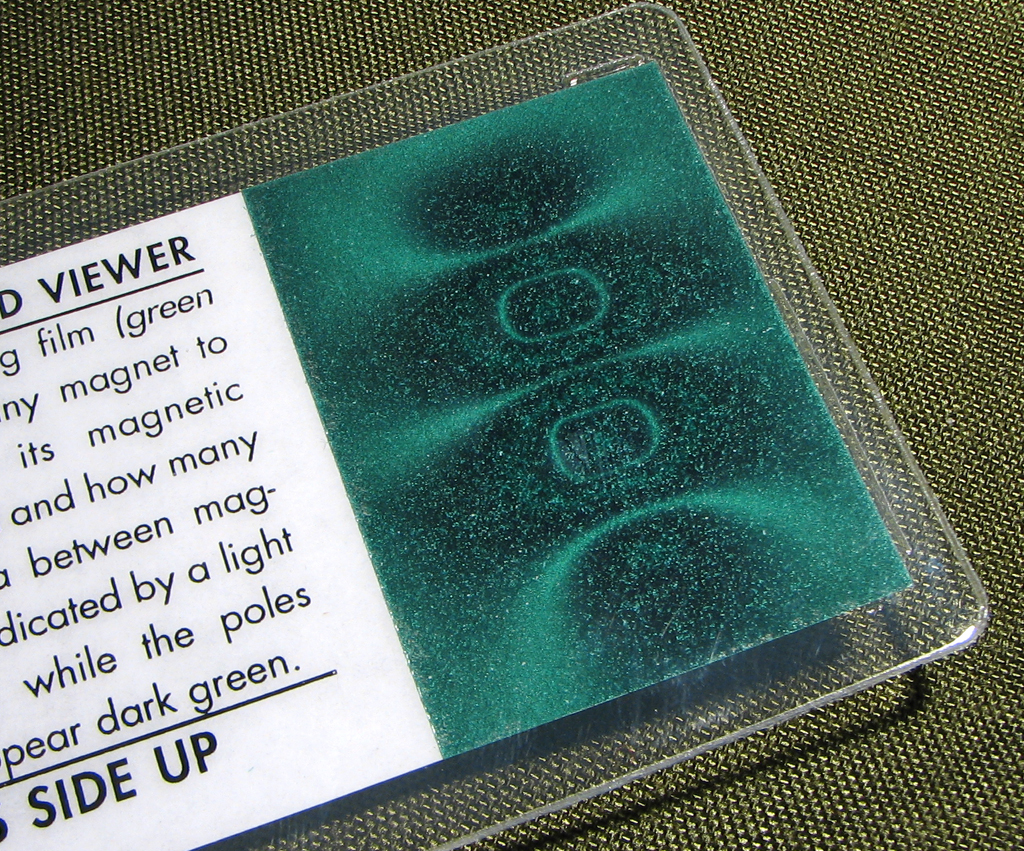 D VIEWER
g film (green
ny magnet to
its magnetic
and how many
a between mag-
dicated by a light
while the poles
pear dark green.
SIDE UP